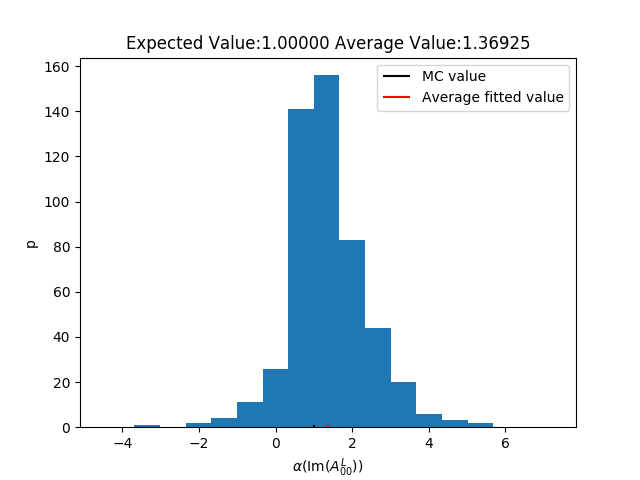 Expected Value:1.00000 Average Value:1.36925
MC value
Average fitted value
160
140
120
100
80
60
40
20
0
p
−4 −2 0 2 4 6
α(Im(A^L_00))